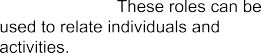 These roles can be
used to relate individuals and
activities.